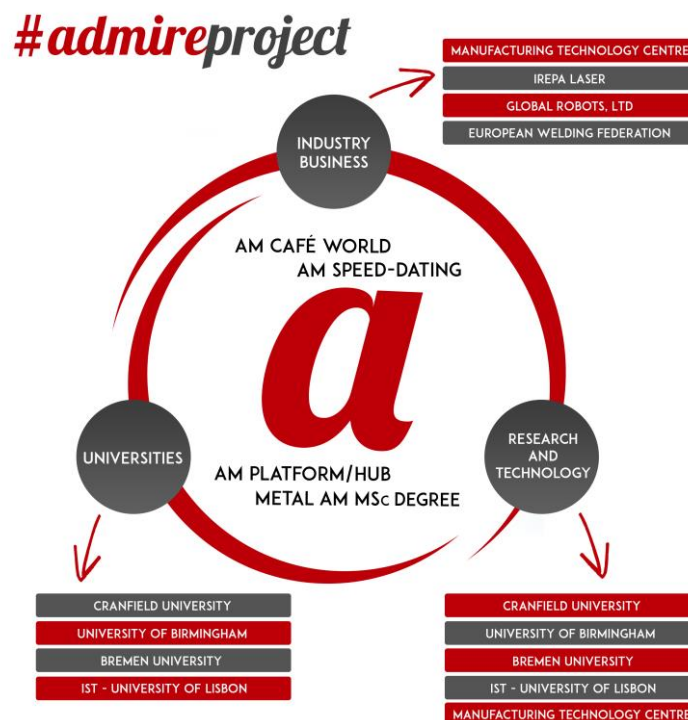 #admireproject
MANUFACTURING TECHNOLOGY CENTRE
IREPA LASER
GLOBAL ROBOTS, LTD
EUROPEAN WELDING FEDERATION
INDUSTRY
BUSINESS
AM CAFÉ WORLD
AM SPEED-DATING
a
UNIVERSITIES
RESEARCH
AND
TECHNOLOGY
AM PLATFORM/HUB
METAL AM MSc DEGREE
CRANFIELD UNIVERSITY
UNIVERSITY OF BIRMINGHAM
BREMEN UNIVERSITY
IST - UNIVERSITY OF LISBON
CRANFIELD UNIVERSITY
UNIVERSITY OF BIRMINGHAM
BREMEN UNIVERSITY
IST - UNIVERSITY OF LISBON
MANUFACTURING TECHNOLOGY CENTRE